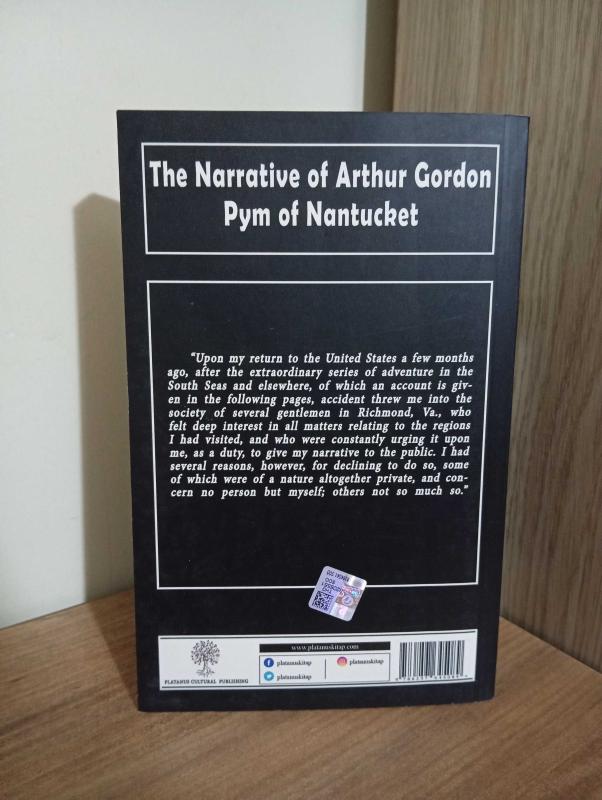 The Narrative of Arthur Gordon
Pym of Nantucket
“Upon my return to the United States a few months
ago, after the extraordinary series of adventure in the
South Seas and elsewhere, of which an account is giv-
en in the following pages, accident threw me into the
society of several gentlemen in Richmond, Va., who
felt deep interest in all matters relating to the regions
I had visited, and who were constantly urging it upon
me, as a duty, to give my narrative to the public. I had
several reasons, however, for declining to do so, some
of which were of a nature altogether private, and con-
cern no person but myself; others not so much so.”
www.platanuskitap.com
platanuskitap
platanuskitap
platanuskitap
PLATANUS CULTURAL PUBLISHING